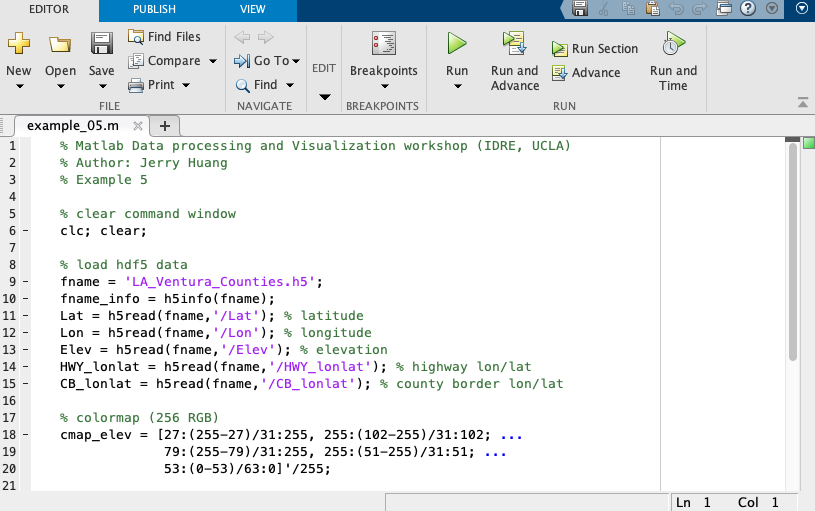 EDITOR PUBLISH VIEW
New Open Save
Find Files
Compare
Print
FILE
Go To
Find
NAVIGATE
EDIT
Breakpoints
BREAKPOINTS
Run Run and Advance
Run Section
Advance
Run and Time
RUN
example_05.m
1 % Matlab Data processing and Visualization workshop (IDRE, UCLA)
2 % Author: Jerry Huang
3 % Example 5
4
5 % clear command window
6 – clc; clear;
7
8 % load hdf5 data
9 – fname = 'LA_Ventura_Counties.h5';
10 – fname_info = h5info(fname);
11 – Lat = h5read(fname,'/Lat'); % latitude
12 – Lon = h5read(fname,'/Lon'); % longitude
13 – Elev = h5read(fname,'/Elev'); % elevation
14 – HWY_lonlat = h5read(fname,'/HWY_lonlat'); % highway lon/lat
15 – CB_lonlat = h5read(fname,'/CB_lonlat'); % county border lon/lat
16
17 % colormap (256 RGB)
18 – cmap_elev = [27:(255-27)/31:255, 255:(102-255)/31:102; ...
19 79:(255-79)/31:255, 255:(51-255)/31:51; ...
20 53:(0-53)/63:0]'/255;
21
Ln 1 Col 1